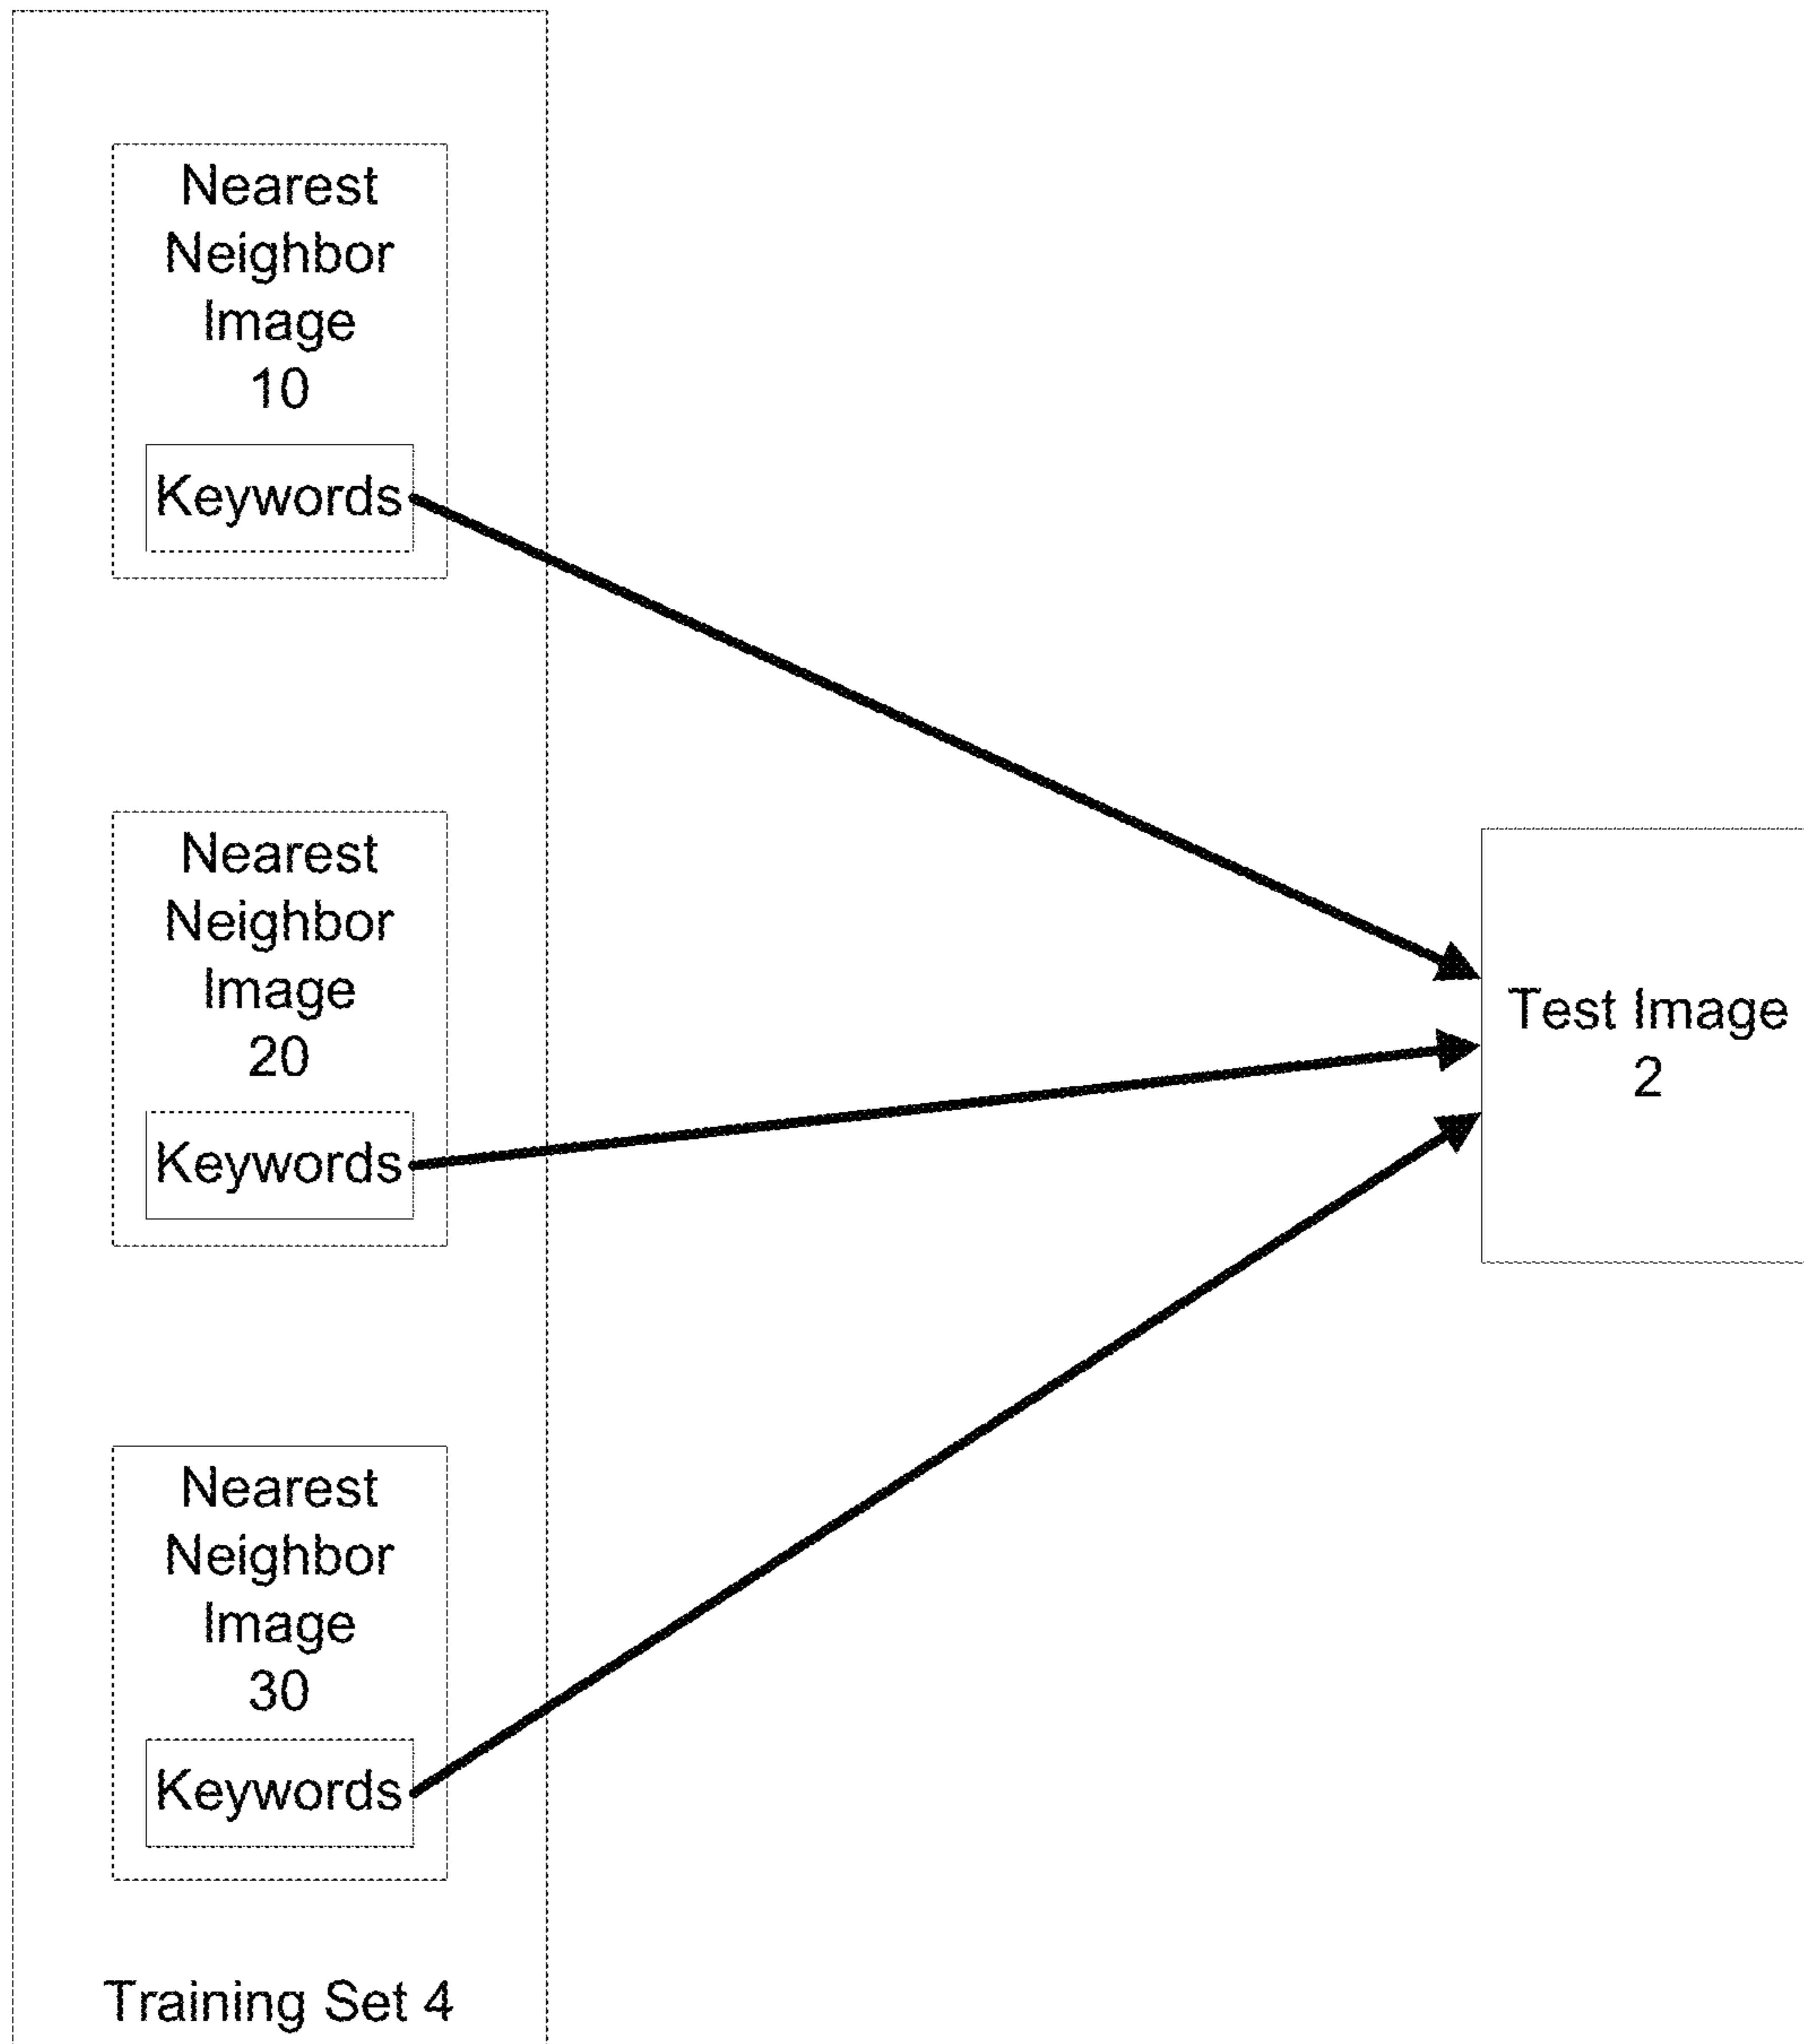 Nearest
Neighbor
Image
10
Keywords
Nearest
Neighbor
Image
20
Keywords
Test Image
2
Nearest
Neighbor
Image
30
Keywords
Training Set 4